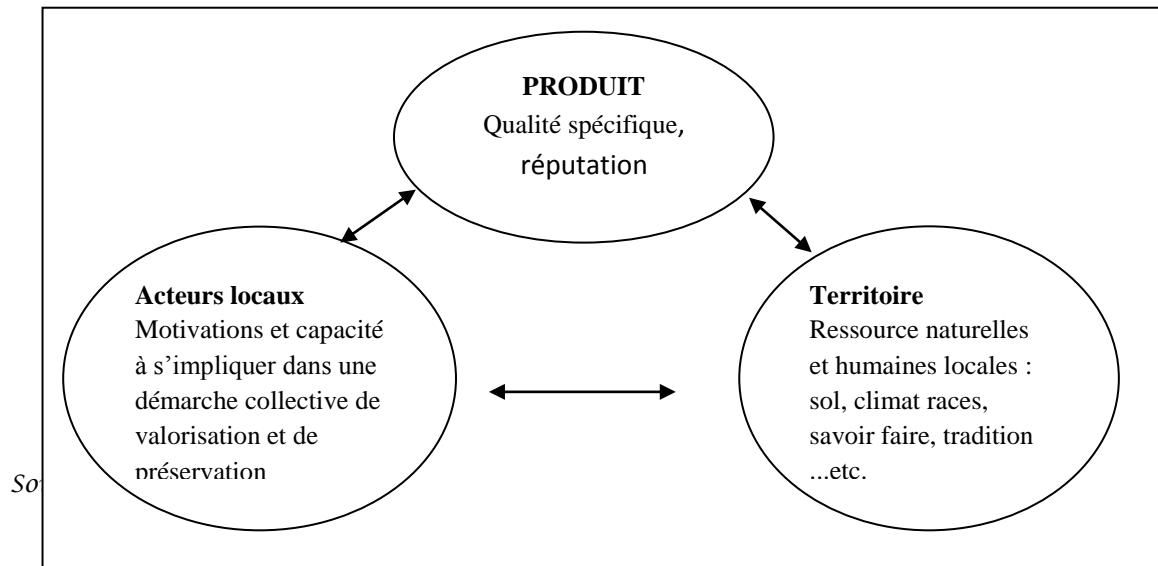 PRODUIT
Qualité spécifique,
réputation
Acteurs locaux
Motivations et capacité
à s’impliquer dans une
démarche collective de
valorisation et de
préservation
Territoire
Ressource naturelles
et humaines locales :
sol, climat races,
savoir faire, tradition
...etc.